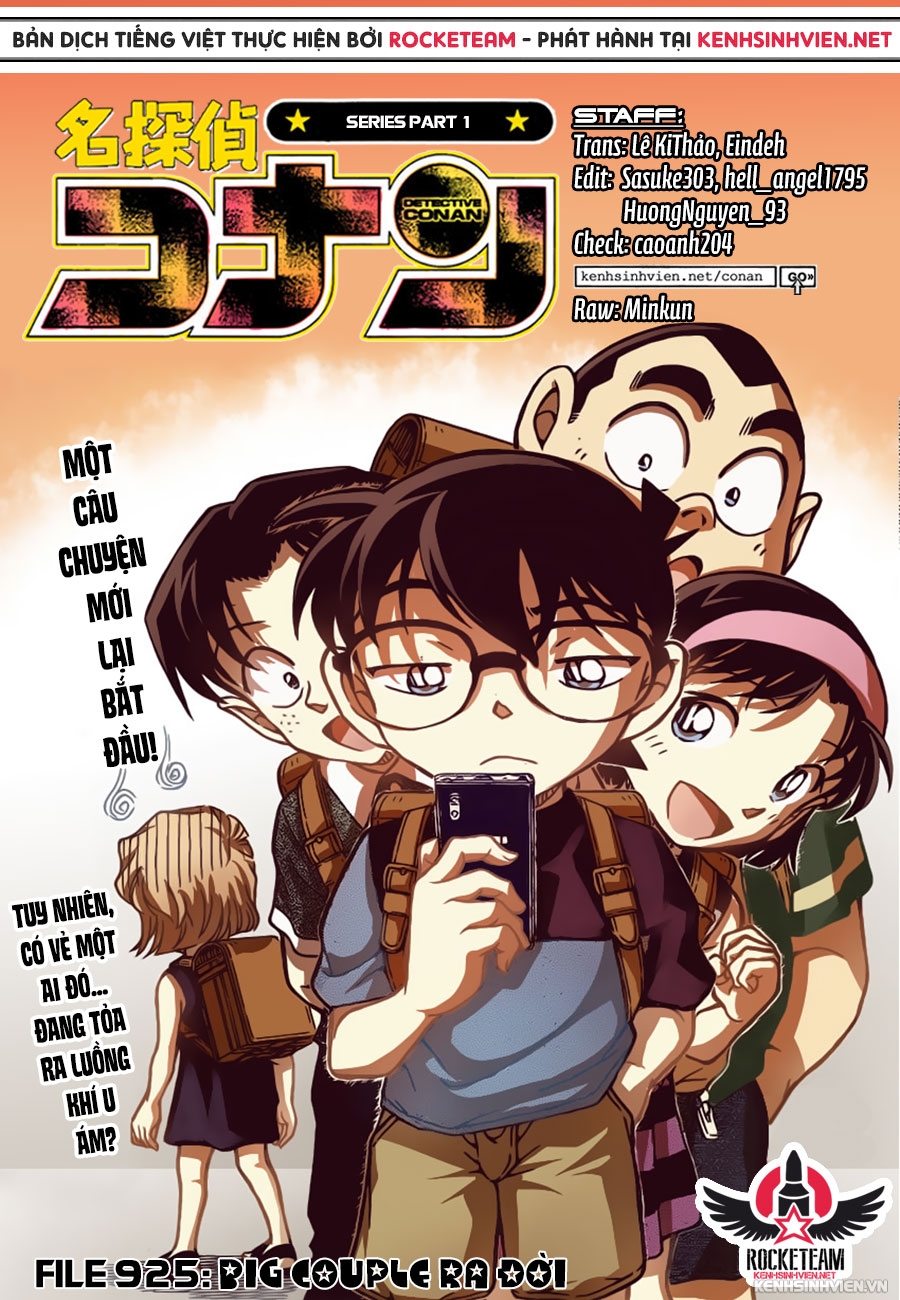 BẢN DỊCH TIẾNG VIỆT THỰC HIỆN BỞI ROCKETEAM - PHÁT HÀNH TẠI KENHSINHVIEN.NET
名探偵
SERIES PART 1
コナン
DETECTIVE
CONAN
STAFF:
Trans: Lê KiThảo, Eindeh
Edit: Sasuke303, hell_angel1795
HuongNguyen_93
Check: caoanh204
kenhsinhvien.net/conan GO»
Raw: Minkun
MỘT
CÂU
CHUYỆN
MỚI
LẠI
BẮT
ĐẦU!
TUY NHIÊN,
CÓ VẺ MỘT
AI ĐÓ...
ĐANG TỎA
RA LUỒNG
KHÍ U
ÁM?
FILE 925: BIG COUPLE RA ĐỜI
ROCKETEAM
KENHSINHVIEN.NET
KENHSINHVIEN.VN